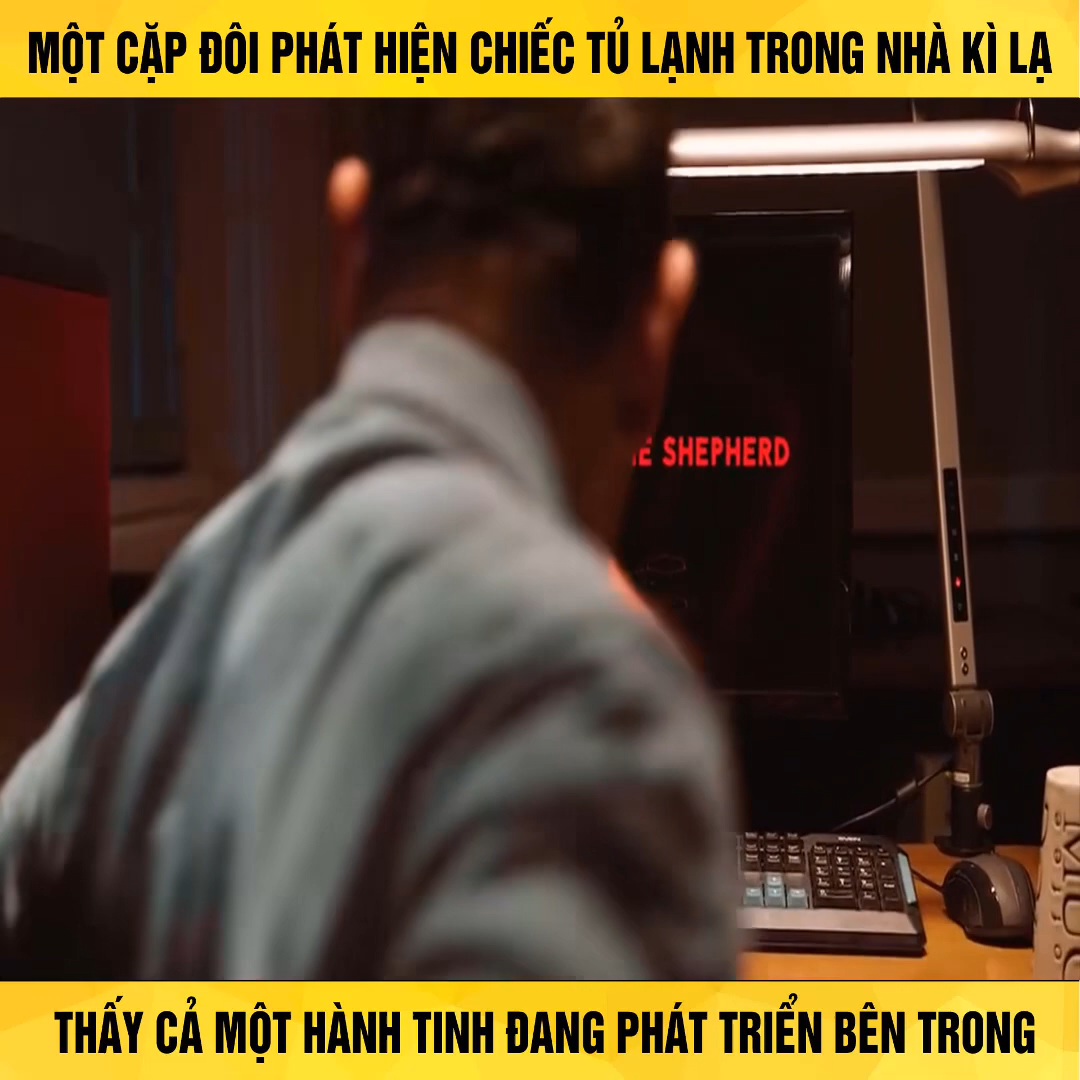 MỘT CẶP ĐÔI PHÁT HIỆN CHIẾC TỦ LẠNH TRONG NHÀ KÌ LẠ
SHEPHERD
THẤY CẢ MỘT HÀNH TINH ĐANG PHÁT TRIỂN BÊN TRONG